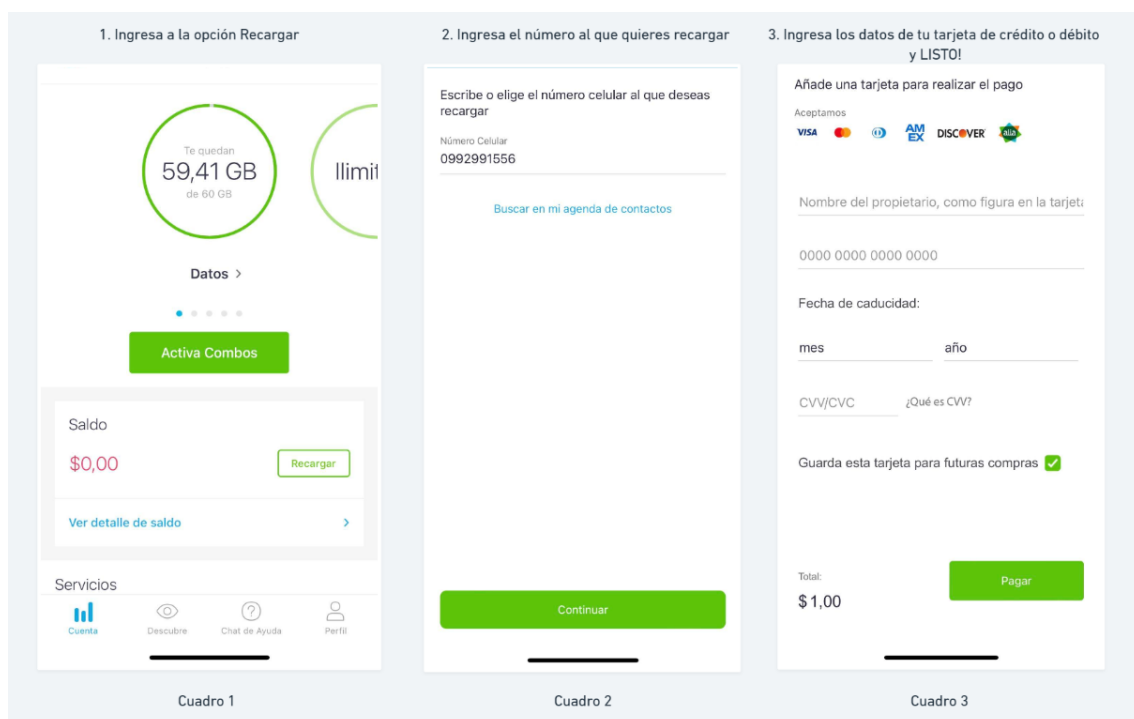 1. Ingresa a la opción Recargar
Te quedan
59,41 GB
de 60 GB
Ilimit
Datos >
Activa Combos
Saldo
$0,00
Recargar
Ver detalle de saldo >
Servicios
Cuenta
Descubre
Chat de Ayuda
Perfil
Cuadro 1
2. Ingresa el número al que quieres recargar
Escribe o elige el número celular al que deseas
recargar
Número Celular
0992991556
Buscar en mi agenda de contactos
Continuar
Cuadro 2
3. Ingresa los datos de tu tarjeta de crédito o débito
y LISTO!
Añade una tarjeta para realizar el pago
Aceptamos
VISA
AM
EX
DISCOVER
alia
Nombre del propietario, como figura en la tarjeta
0000 0000 0000 0000
Fecha de caducidad:
mes
año
CVV/CVC
¿Qué es CVV?
Guarda esta tarjeta para futuras compras
Total:
$1,00
Pagar
Cuadro 3